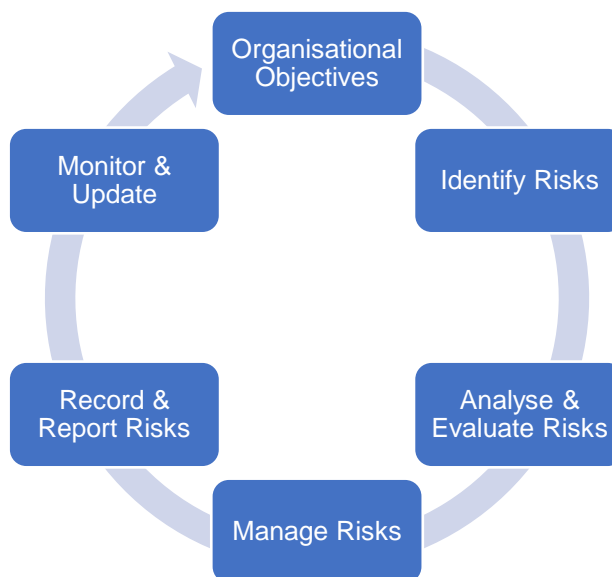 Organisational
Objectives
Identify Risks
Analyse &
Evaluate Risks
Manage Risks
Record &
Report Risks
Monitor &
Update